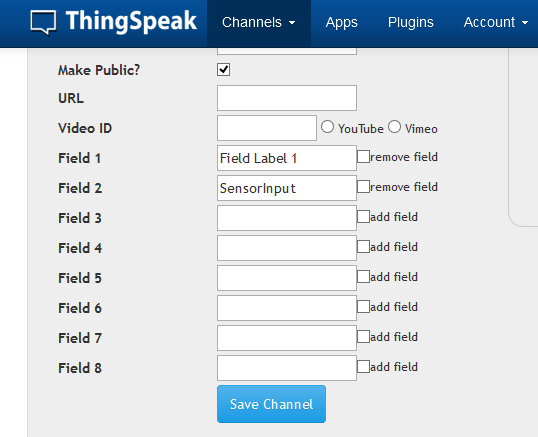 ThingSpeak Channels Apps Plugins Account
Make Public?
URL
Video ID YouTube Vimeo
Field 1 Field Label 1 remove field
Field 2 SensorInput remove field
Field 3 add field
Field 4 add field
Field 5 add field
Field 6 add field
Field 7 add field
Field 8 add field
Save Channel